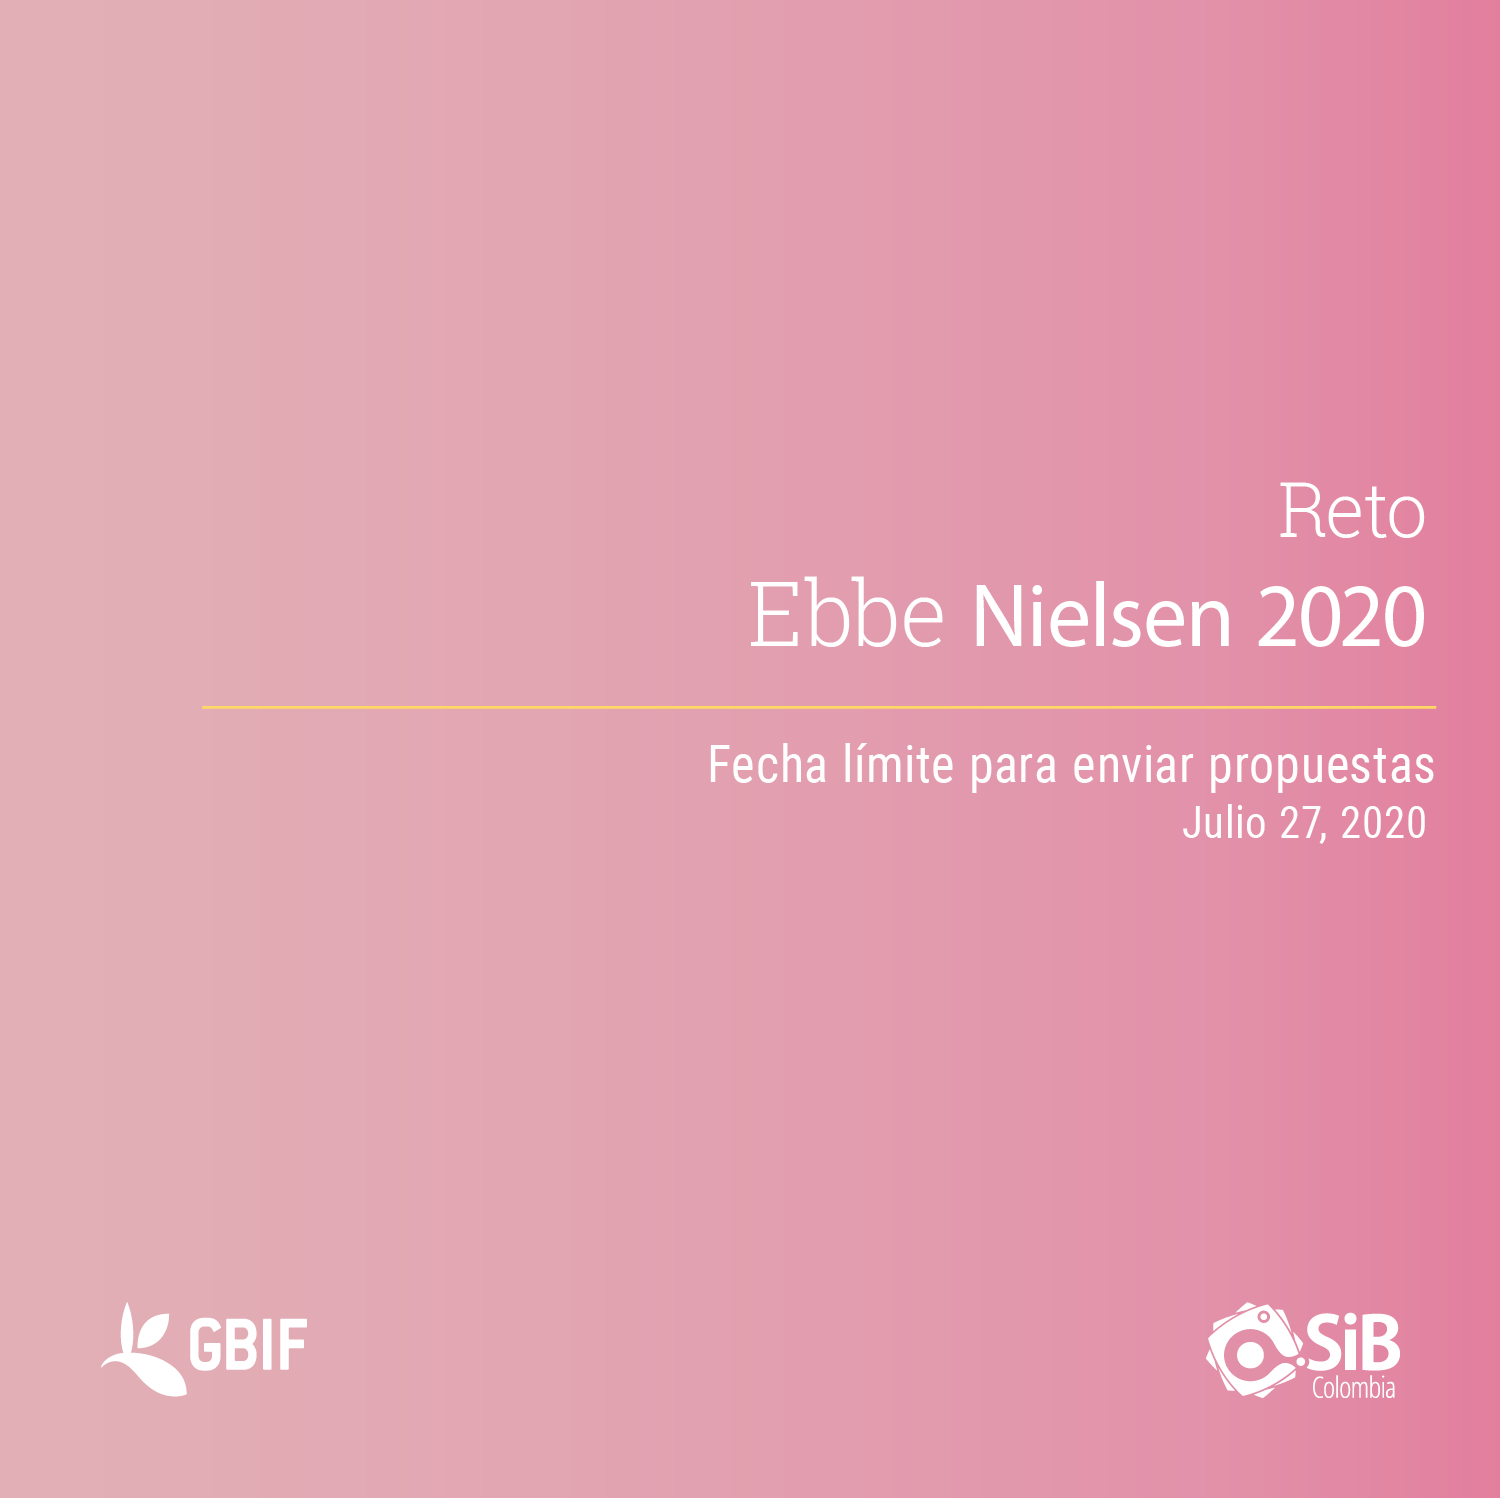 Reto
Ebbe Nielsen 2020
Fecha límite para enviar propuestas
Julio 27, 2020
GBIF
SiB
Colombia